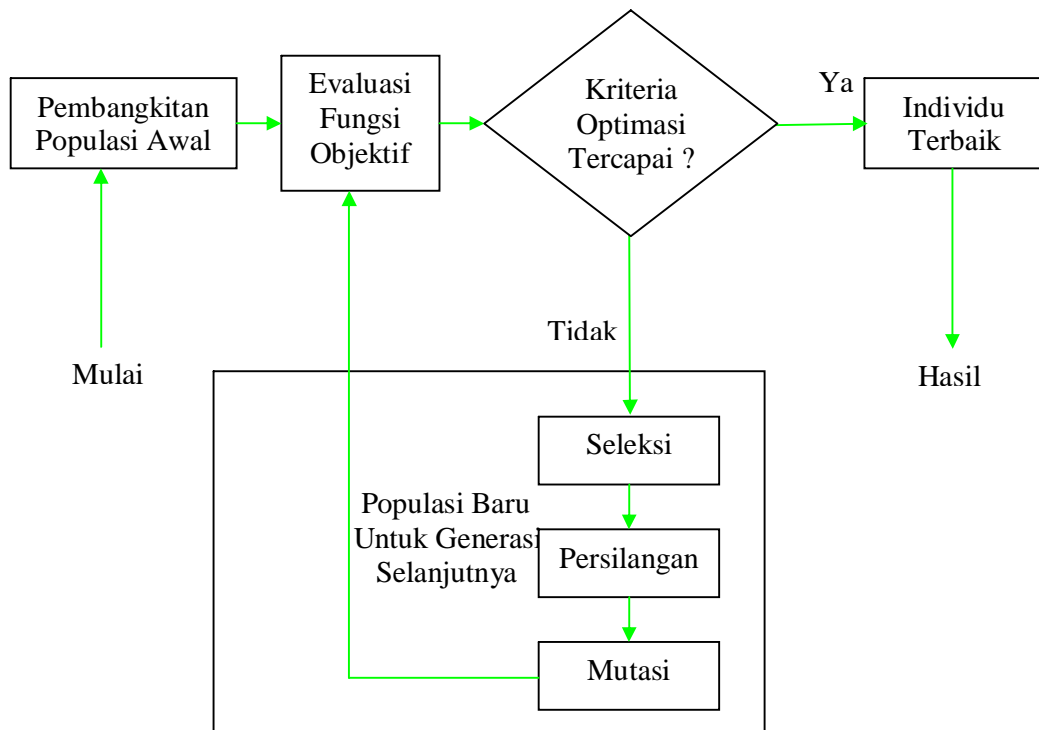 Pembangkitan
Populasi Awal
Evaluasi
Fungsi
Objektif
Kriteria
Optimasi
Tercapai ?
Ya
Individu
Terbaik
Mulai
Tidak
Hasil
Seleksi
Populasi Baru
Untuk Generasi
Selanjutnya
Persilangan
Mutasi